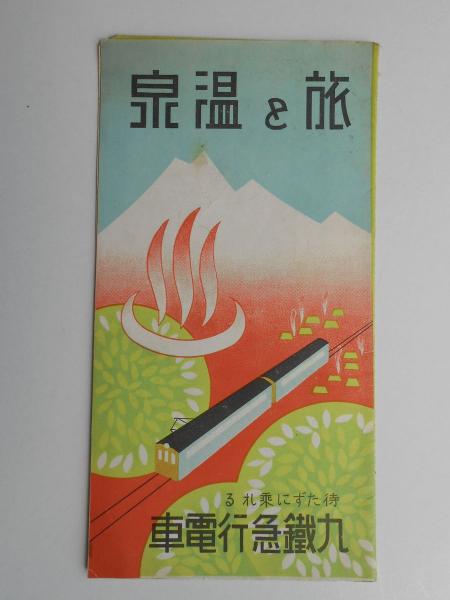 旅と温泉
待たずに乗れる
九鐵急行電車